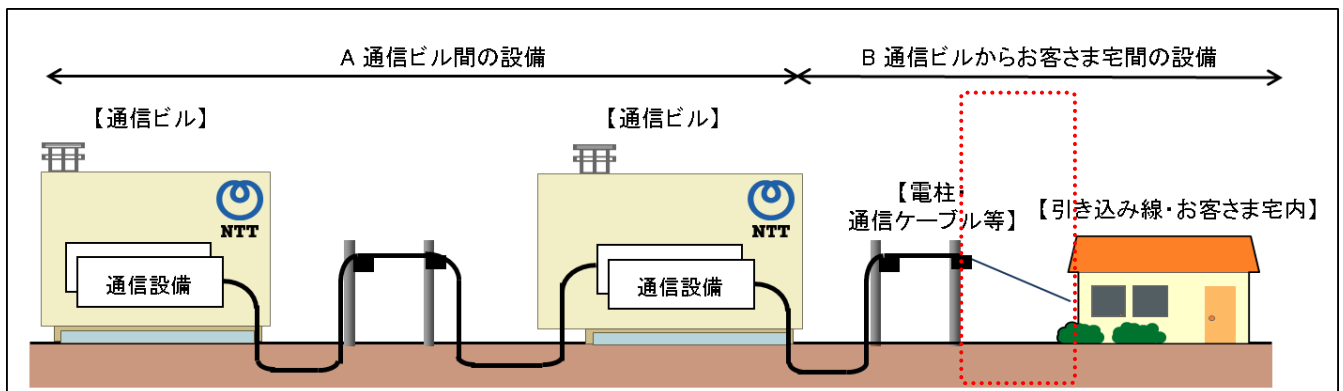 A 通信ビル間の設備
B 通信ビルからお客さま宅間の設備
【通信ビル】
【通信ビル】
【電柱・
通信ケーブル等】
【引き込み線・お客さま宅内】
NTT
NTT
通信設備
通信設備